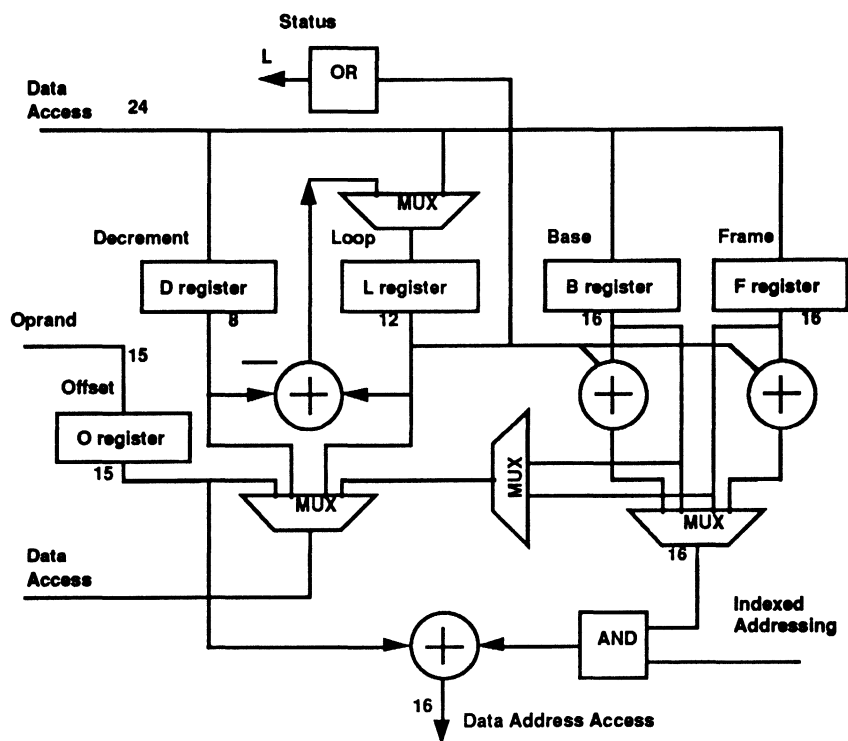 Status
L
OR
Data
Access 24
MUX
Decrement
Loop
Base
Frame
D register
L register
B register
F register
8
12
16
16
Oprand
15
Offset
O register
15
MUX
MUX
MUX
16
Data
Access
Indexed
Addressing
AND
16
Data Address Access